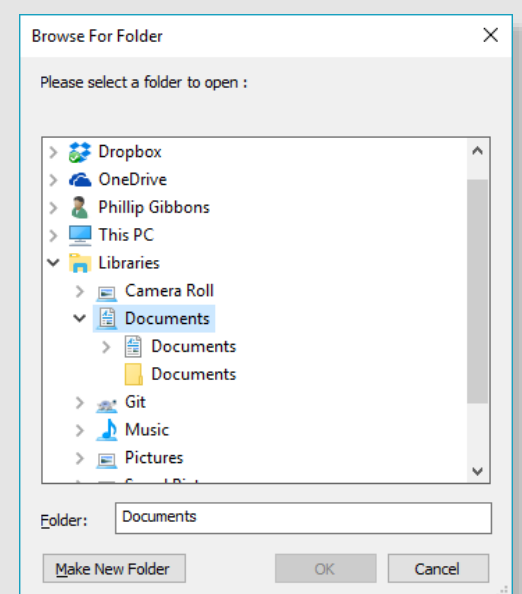 Browse For Folder
Please select a folder to open :
Dropbox
OneDrive
Phillip Gibbons
This PC
Libraries
Camera Roll
Documents
Documents
Documents
Git
Music
Pictures
Folder:
Documents
Make New Folder
OK
Cancel